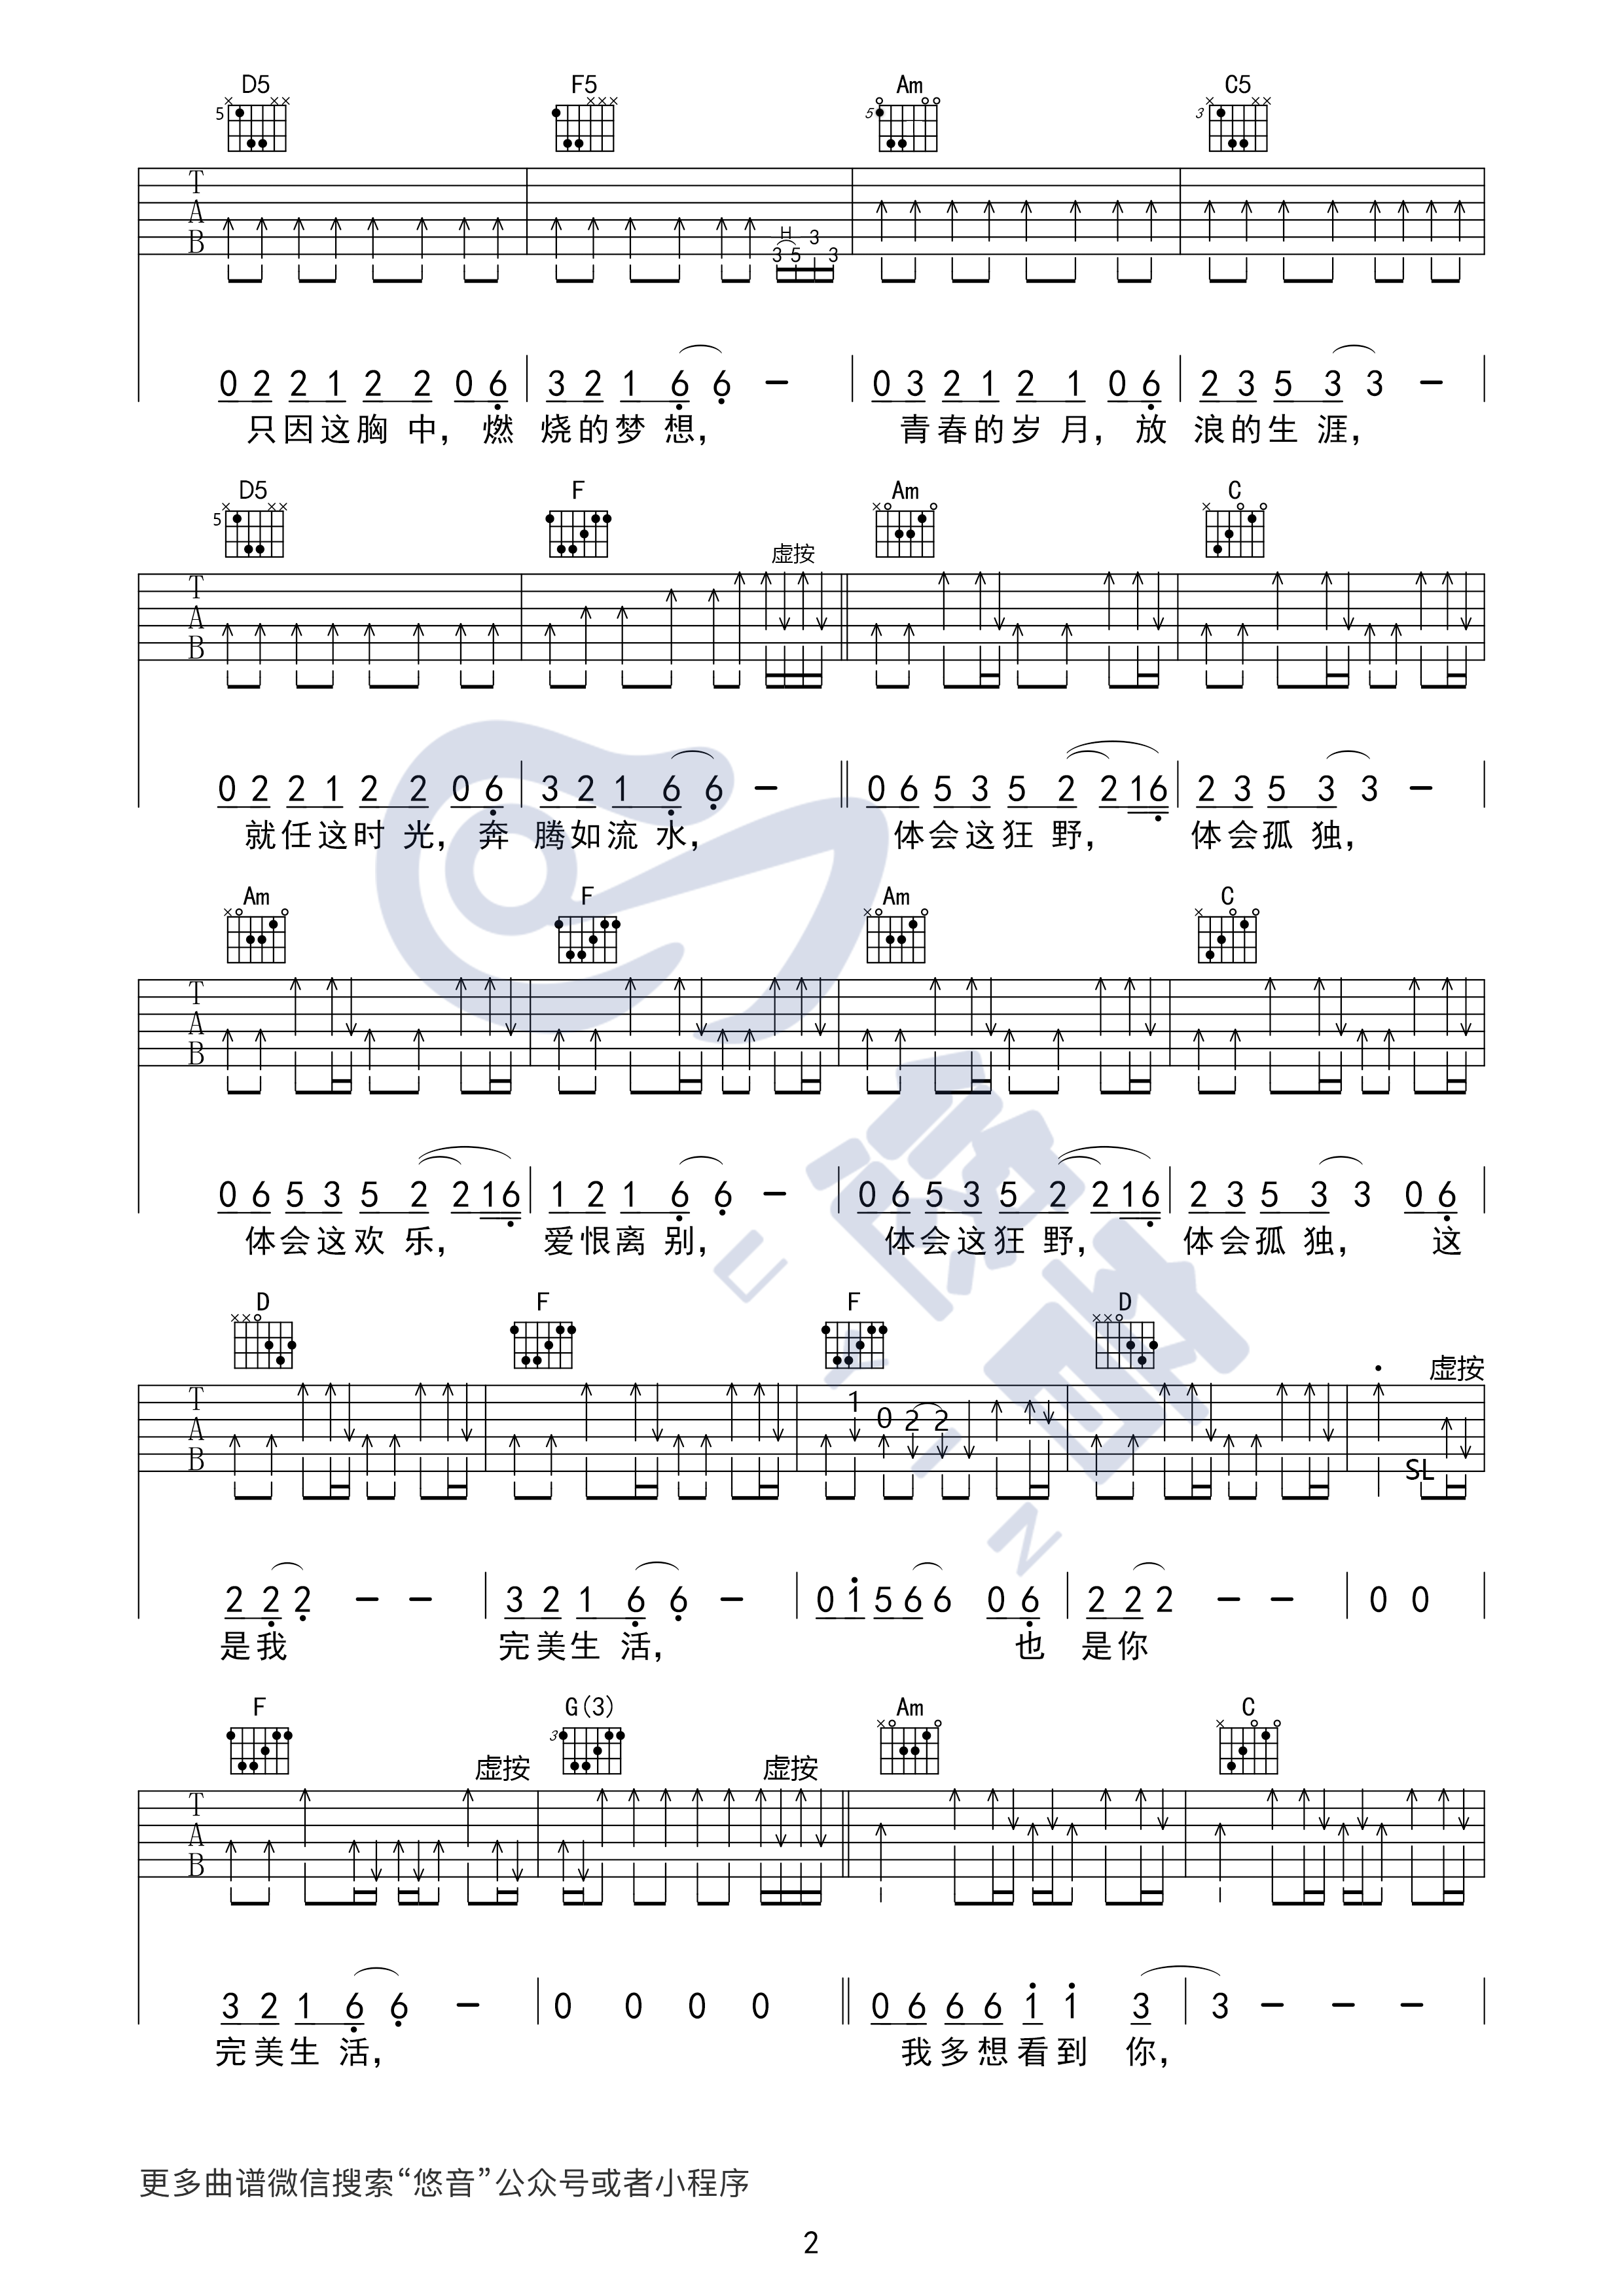 D5 F5 Am C5
5 5 3
T
A
B
H
3 5 3 3
0 2 2 1 2 2 0 6 3 2 1 6 6 - 0 3 2 1 2 1 0 6 2 3 5 3 3 -
只因这胸 中，燃 烧的梦 想， 青春的岁 月，放 浪的生 涯，
D5 F Am C
5
虚按
T
A
B
0 2 2 1 2 2 0 6 3 2 1 6 6 - 0 6 5 3 5 2 2 1 6 2 3 5 3 3 -
就任这时 光，奔 腾如流 水， 体会这狂 野， 体会孤 独，
Am F Am C
T
A
B
0 6 5 3 5 2 2 1 6 1 2 1 6 6 - 0 6 5 3 5 2 2 1 6 2 3 5 3 3 0 6
体会这欢 乐， 爱恨离 别， 体会这狂 野， 体会孤 独， 这
D F F D
虚按
T
A
B
1
0 2 2
SL
2 2 2 - - 3 2 1 6 6 - 0 1 5 6 6 0 6 2 2 2 - - 0 0
是我 完美生 活， 也 是你
F G(3) Am C
3
虚按 虚按
T
A
B
3 2 1 6 6 - 0 0 0 0 0 6 6 6 1 1 3 3 - - -
完美生 活， 我多想看到 你，
悠音
UEYIN
更多曲谱微信搜索“悠音”公众号或者小程序
2